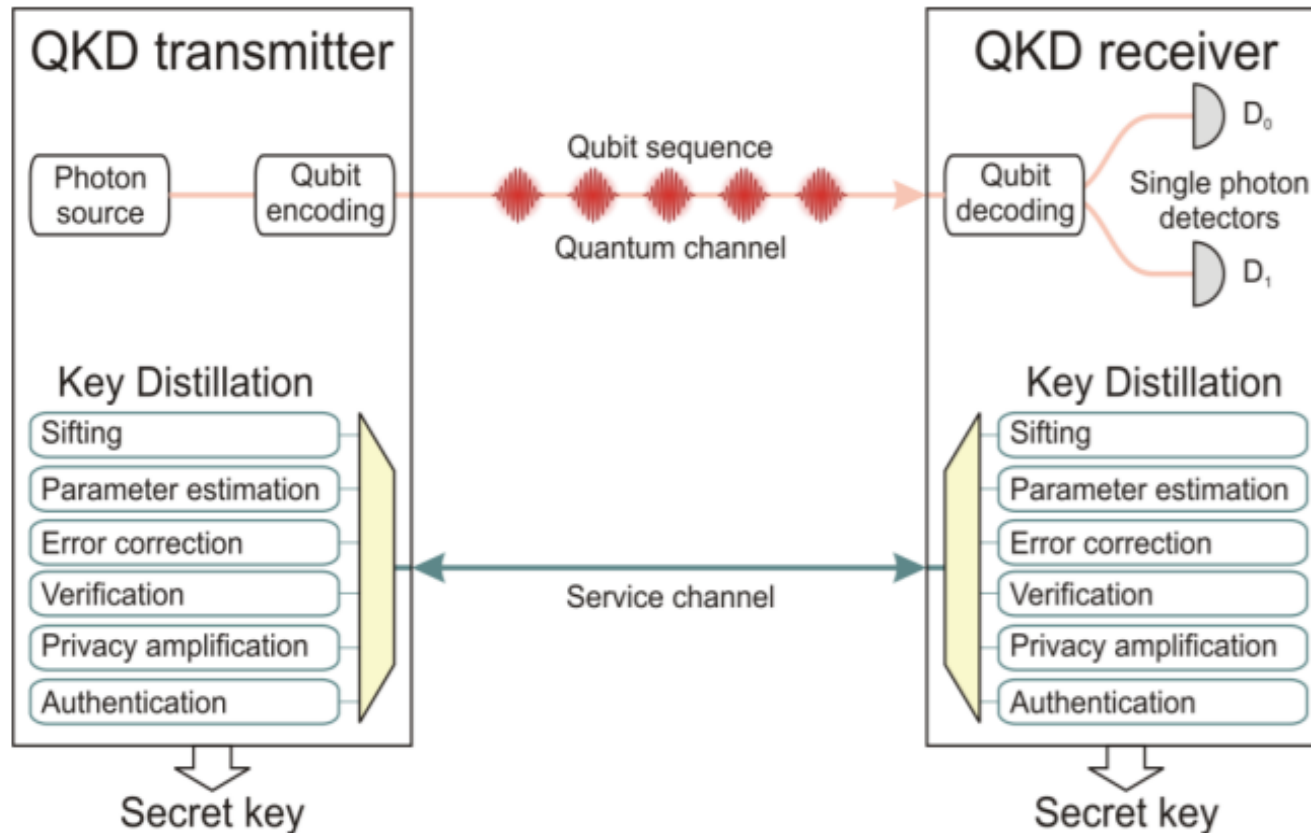 QKD transmitter
Photon
source
Qubit
encoding
Key Distillation
Sifting
Parameter estimation
Error correction
Verification
Privacy amplification
Authentication
Secret key
Qubit sequence
Quantum channel
Service channel
QKD receiver
Qubit
decoding
D₀
Single photon
detectors
D₁
Key Distillation
Sifting
Parameter estimation
Error correction
Verification
Privacy amplification
Authentication
Secret key